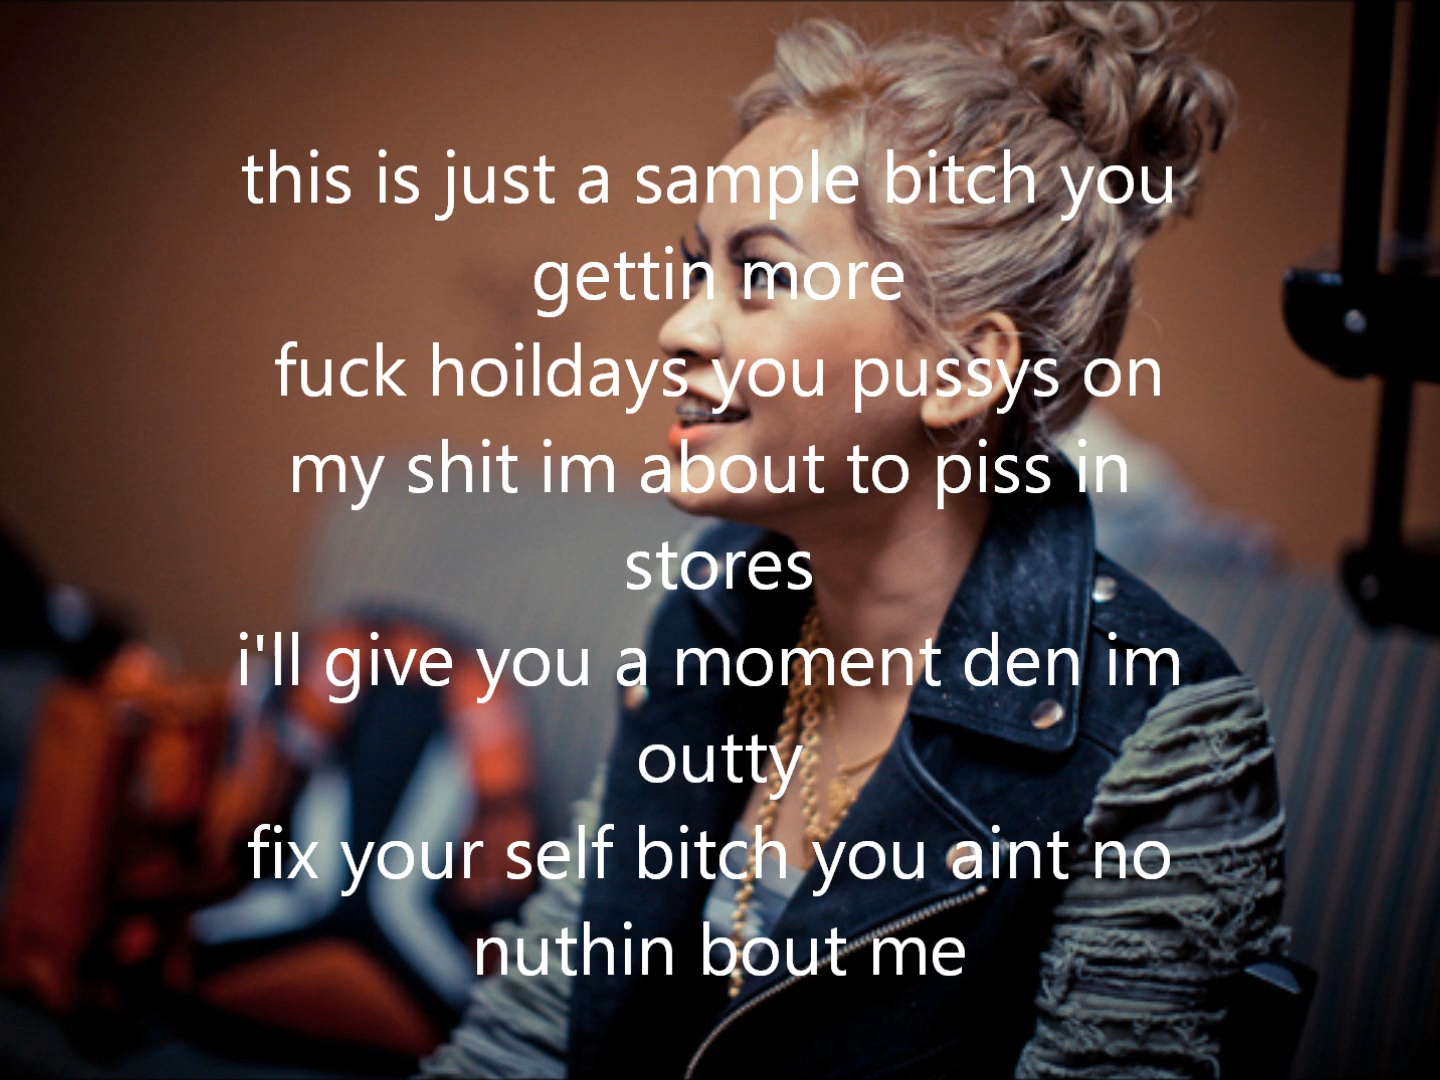 this is just a sample bitch you
gettin more
fuck hoildays you pussys on
my shit im about to piss in
stores
i'll give you a moment den im
outty
fix your self bitch you aint no
nuthin bout me